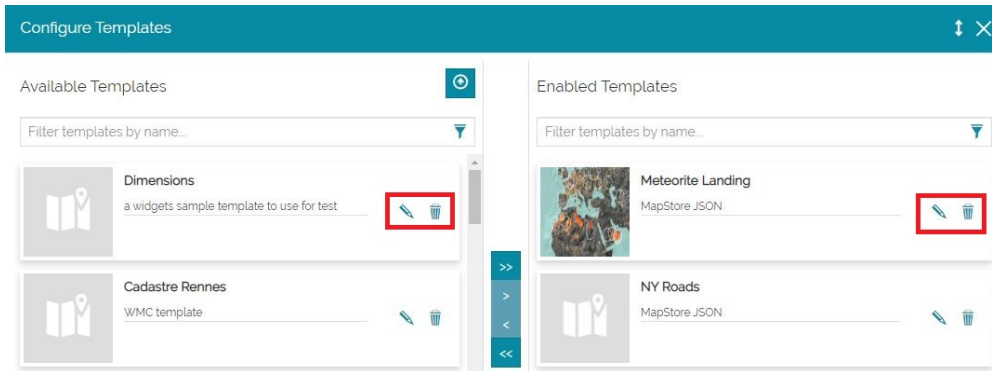 Configure Templates
Available Templates
Filter templates by name...
Dimensions
a widgets sample template to use for test
Cadastre Rennes
WMC template
>>
>
<
<<
Enabled Templates
Filter templates by name...
Meteorite Landing
MapStore JSON
NY Roads
MapStore JSON